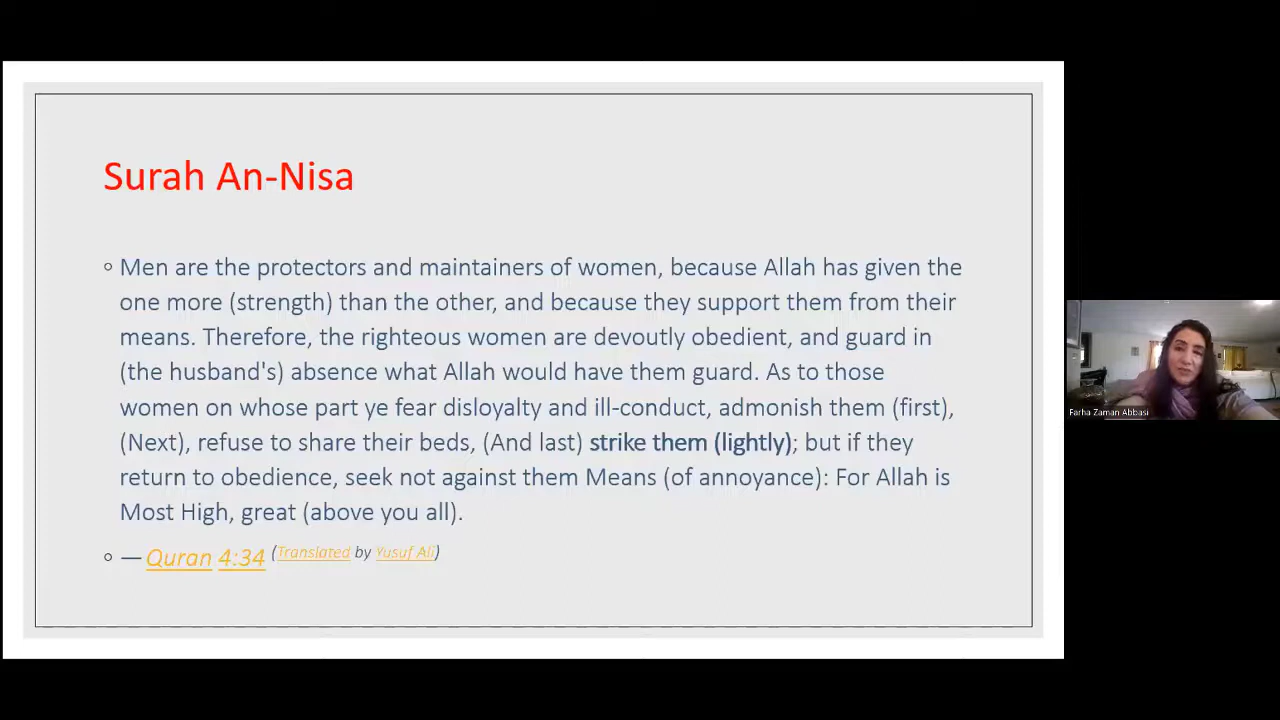 Surah An-Nisa
◦ Men are the protectors and maintainers of women, because Allah has given the
one more (strength) than the other, and because they support them from their
means. Therefore, the righteous women are devoutly obedient, and guard in
(the husband's) absence what Allah would have them guard. As to those
women on whose part ye fear disloyalty and ill-conduct, admonish them (first),
(Next), refuse to share their beds, (And last) strike them (lightly); but if they
return to obedience, seek not against them Means (of annoyance): For Allah is
Most High, great (above you all).
◦ — Quran 4:34 (Translated by Yusuf Ali)
Farha Zaman Abbasi